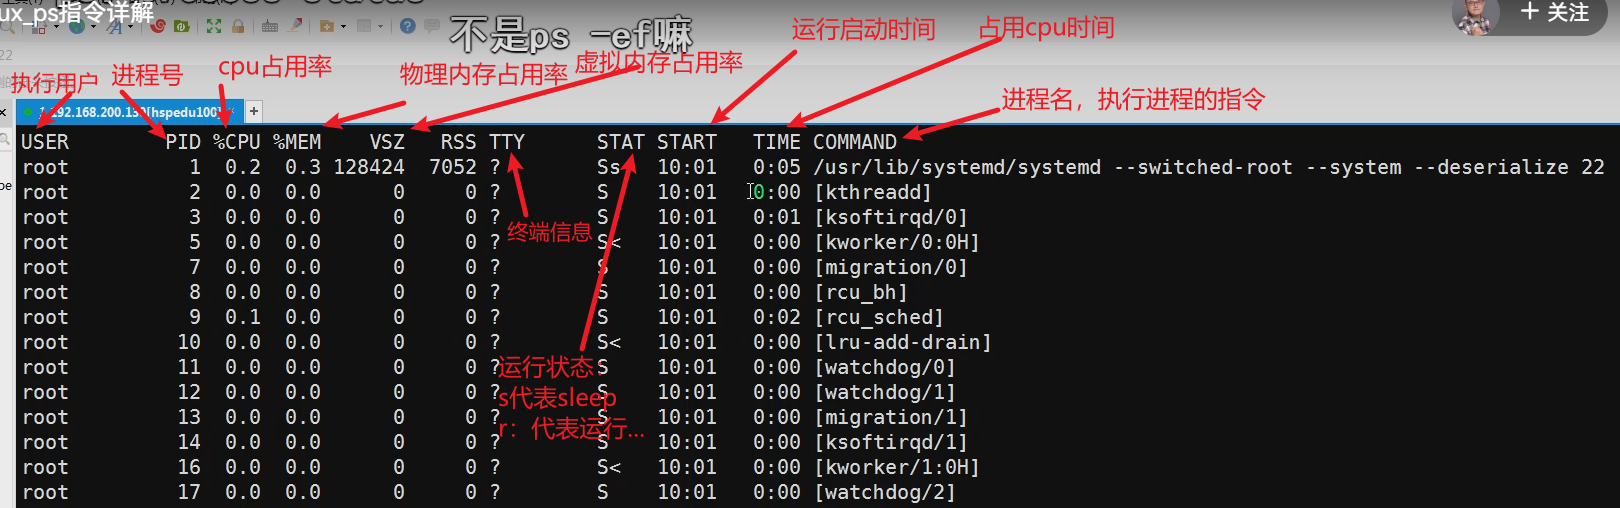 ux_ps指令详解
不是ps -ef嘛
+ 关注
22
运行启动时间
占用cpu时间
执行用户
进程号
cpu占用率
物理内存占用率
虚拟内存占用率
进程名，执行进程的指令
1 192.168.200.130[hspedu100]
+
USER PID %CPU %MEM VSZ RSS TTY STAT START TIME COMMAND
root 1 0.2 0.3 128424 7052 ? Ss 10:01 0:05 /usr/lib/systemd/systemd --switched-root --system --deserialize 22
root 2 0.0 0.0 0 0 ? S 10:01 0:00 [kthreadd]
root 3 0.0 0.0 0 0 ? S 10:01 0:01 [ksoftirqd/0]
终端信息
root 5 0.0 0.0 0 0 ? S< 10:01 0:00 [kworker/0:0H]
root 7 0.0 0.0 0 0 ? S 10:01 0:00 [migration/0]
root 8 0.0 0.0 0 0 ? S 10:01 0:00 [rcu_bh]
root 9 0.1 0.0 0 0 ? S 10:01 0:02 [rcu_sched]
root 10 0.0 0.0 0 0 ? S< 10:01 0:00 [lru-add-drain]
root 11 0.0 0.0 0 0 ? S 10:01 0:00 [watchdog/0]
root 12 0.0 0.0 0 0 ? S 10:01 0:00 [watchdog/1]
root 13 0.0 0.0 0 0 ? S 10:01 0:00 [migration/1]
root 14 0.0 0.0 0 0 ? S 10:01 0:00 [ksoftirqd/1]
root 16 0.0 0.0 0 0 ? S< 10:01 0:00 [kworker/1:0H]
root 17 0.0 0.0 0 0 ? S 10:01 0:00 [watchdog/2]
运行状态
s代表sleep
r：代表运行...